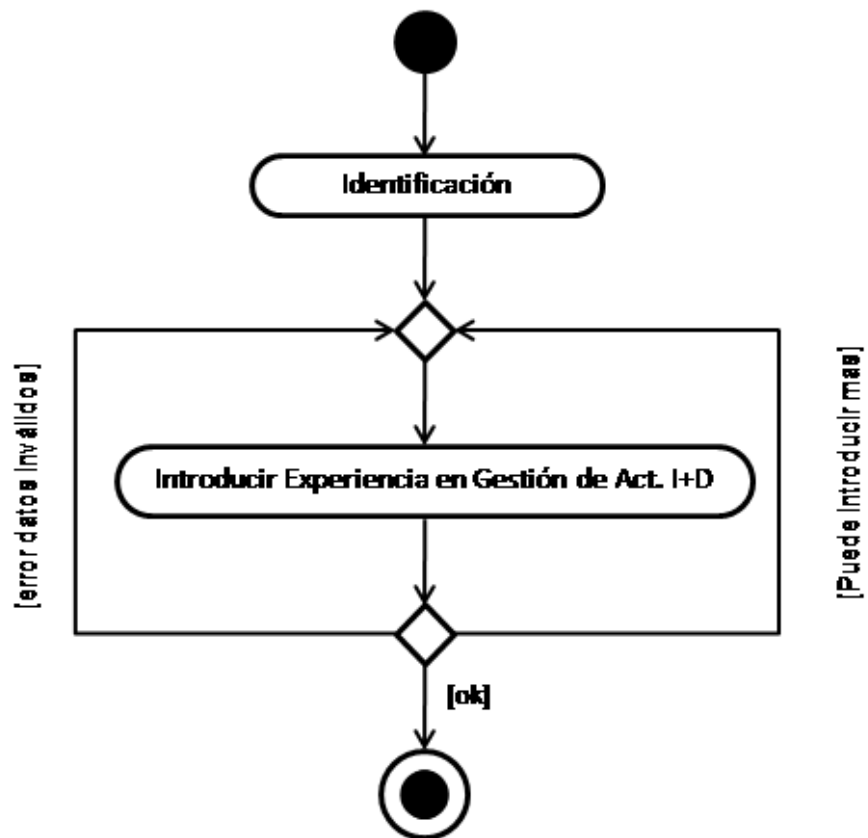 Identificación
[error datos inválidos]
[Puede introducir mas]
Introducir Experiencia en Gestión de Act. I+D
[ok]